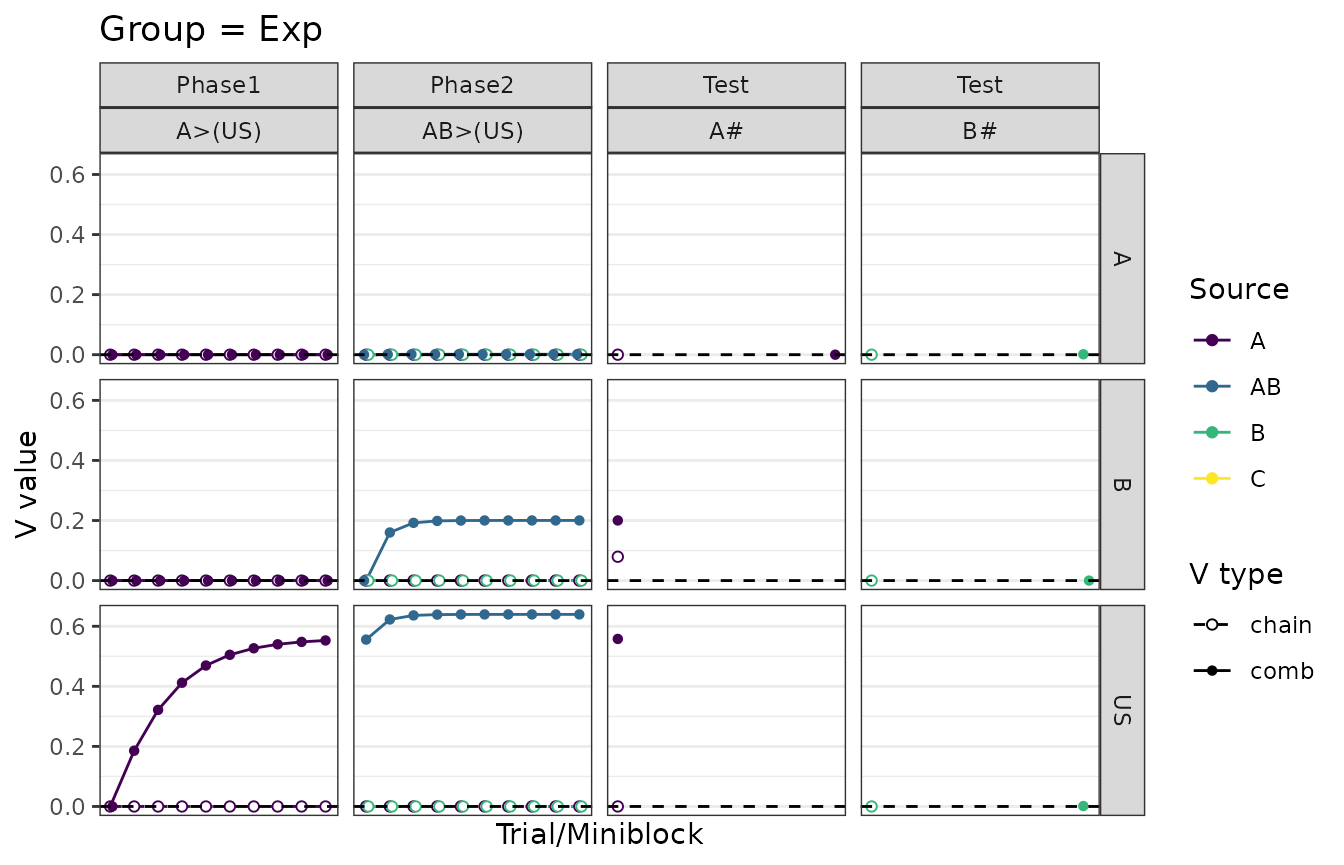 Group = Exp
Phase1 Phase2 Test Test
A>(US) AB>(US) A# B#
0.6
0.4
0.2
0.0
A
0.6
0.4
0.2
0.0
B
0.6
0.4
0.2
0.0
US
V value
Trial/Miniblock
Source
A
AB
B
C
V type
chain
comb